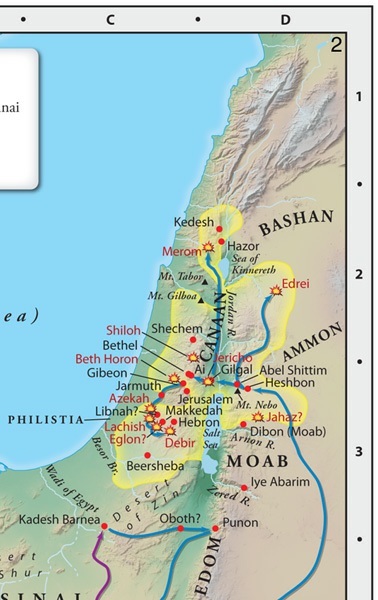 C
D
2
nai
1
BASHAN
Kedesh
Merom
Hazor
Sea of
Kinnereth
Mt. Tabor
Mt. Gilboa
2
Edrei
ea)
CANAAN
Jordan R.
Shiloh
Shechem
Bethel
Beth Horon
AMMON
Jericho
Gibeon
Ai
Gilgal
Abel Shittim
Jarmuth
Jerusalem
Heshbon
Azekah
Mt. Nebo
Libnah?
Makkedah
PHILISTIA
Lachish
Hebron
Jahaz?
Eglon?
Debir
Dibon (Moab)
Salt
Sea
Arnon R.
Besor Br.
Beersheba
MOAB
3
Wadi of Egypt
Desert
of Zin
Zered R.
Iye Abarim
Kadesh Barnea
Oboth?
Punon
EDOM
ert
Shur
SINAI